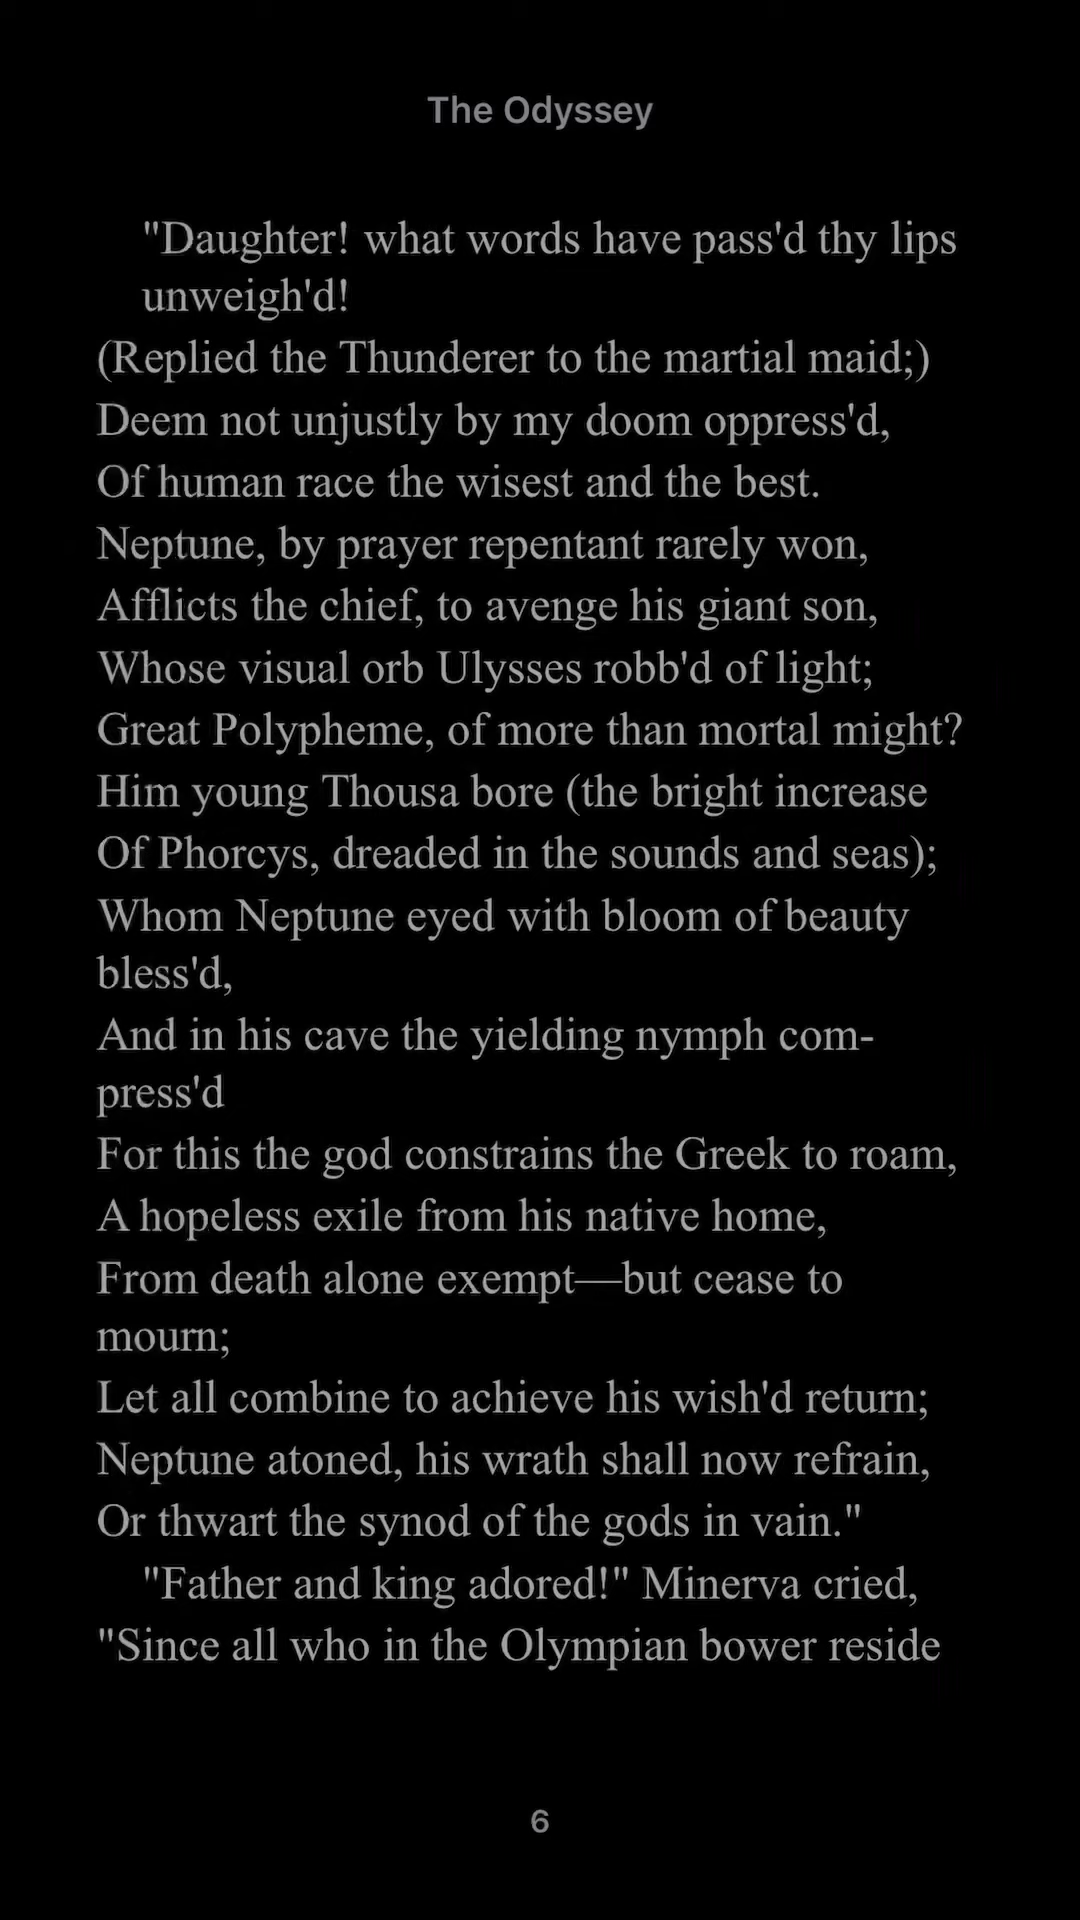 The Odyssey
"Daughter! what words have pass'd thy lips
unweigh'd!
(Replied the Thunderer to the martial maid;)
Deem not unjustly by my doom oppress'd,
Of human race the wisest and the best.
Neptune, by prayer repentant rarely won,
Afflicts the chief, to avenge his giant son,
Whose visual orb Ulysses robb'd of light;
Great Polypheme, of more than mortal might?
Him young Thousa bore (the bright increase
Of Phorcys, dreaded in the sounds and seas);
Whom Neptune eyed with bloom of beauty
bless'd,
And in his cave the yielding nymph com-
press'd
For this the god constrains the Greek to roam,
A hopeless exile from his native home,
From death alone exempt—but cease to
mourn;
Let all combine to achieve his wish'd return;
Neptune atoned, his wrath shall now refrain,
Or thwart the synod of the gods in vain."
"Father and king adored!" Minerva cried,
"Since all who in the Olympian bower reside
6